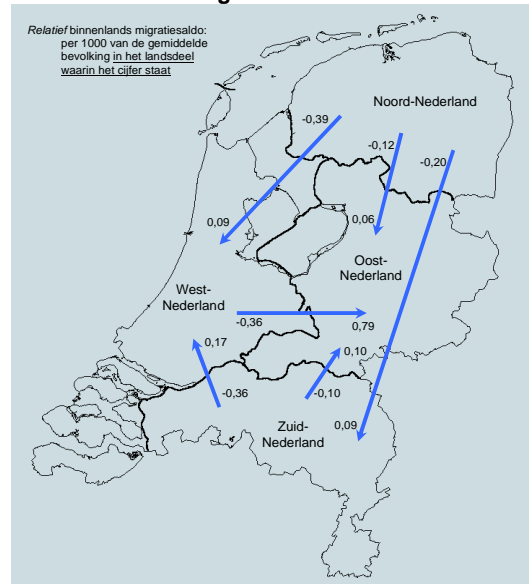 Relatief binnenlands migratiesaldo:
per 1000 van de gemiddelde
bevolking in het landsdeel
waarin het cijfer staat
Noord-Nederland
-0,39
-0,12
-0,20
0,09
0,06
Oost-
Nederland
West-
Nederland
-0,36
0,79
0,17
0,10
-0,36
-0,10
Zuid-
Nederland
0,09